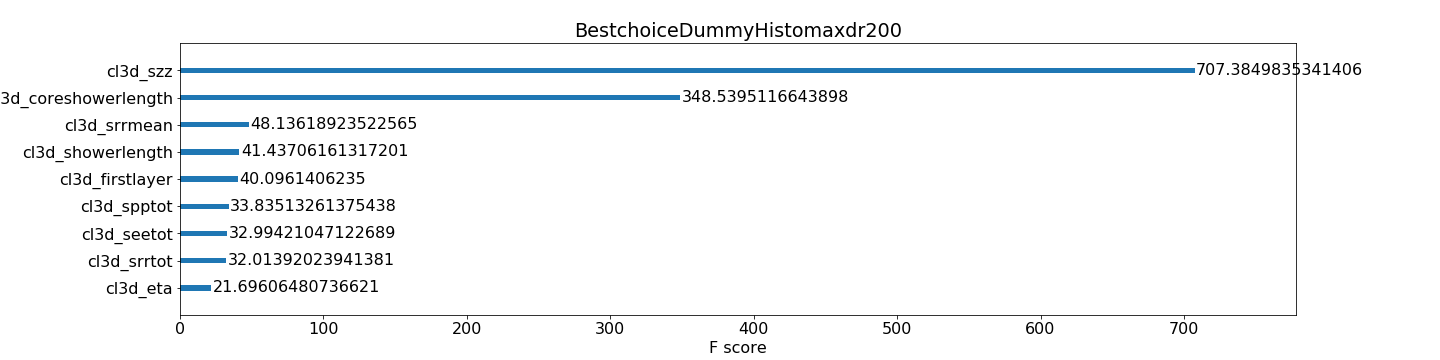 BestchoiceDummyHistomaxdr200
cl3d_szz 707.3849835341406
3d_coreshowerlength 348.5395116643898
cl3d_srrmean 48.13618923522565
cl3d_showerlength 41.43706161317201
cl3d_firstlayer 40.0961406235
cl3d_spptot 33.83513261375438
cl3d_seetot 32.99421047122689
cl3d_srrtot 32.01392023941381
cl3d_eta 21.69606480736621
0 100 200 300 400 500 600 700
F score